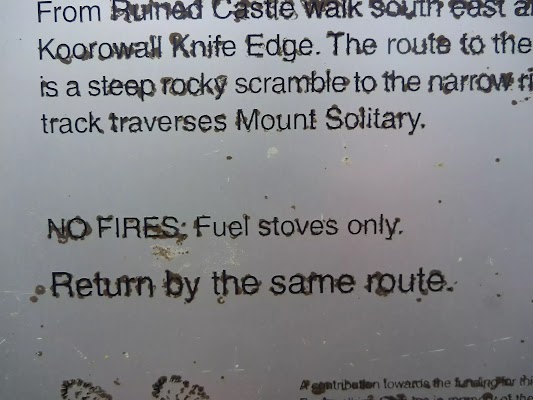 From Ruined Castle walk south east
Koorowall Knife Edge. The route to the
is a steep rocky scramble to the narrow
track traverses Mount Solitary.
NO FIRES: Fuel stoves only.
Return by the same route.
A contribution towards the funding for